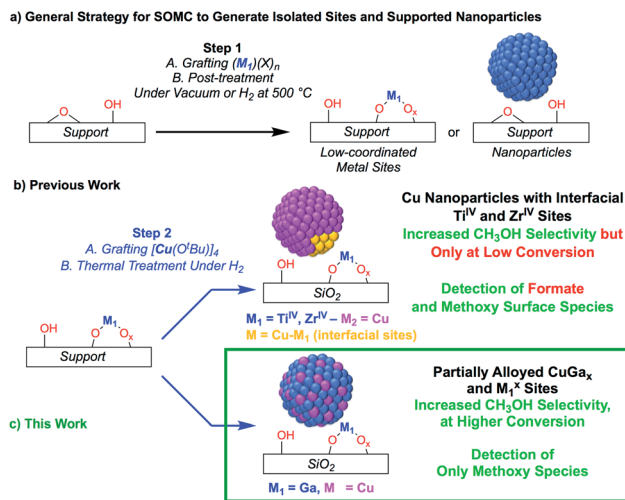 a) General Strategy for SOMC to Generate Isolated Sites and Supported Nanoparticles
Step 1
A. Grafting (M₁)(X)ₙ
B. Post-treatment
Under Vacuum or H₂ at 500 °C
O
OH
Support
OH
M₁
O
Oₓ
Support
Low-coordinated
Metal Sites
or
O
OH
Support
Nanoparticles
b) Previous Work
Step 2
A. Grafting [Cu(OᵗBu)]₄
B. Thermal Treatment Under H₂
OH
M₁
O
Oₓ
SiO₂
M₁ = Tiᴵⱽ, Zrᴵⱽ – M₂ = Cu
M = Cu-M₁ (interfacial sites)
Cu Nanoparticles with Interfacial
Tiᴵⱽ and Zrᴵⱽ Sites
Increased CH₃OH Selectivity but
Only at Low Conversion
Detection of Formate
and Methoxy Surface Species
OH
M₁
O
Oₓ
Support
c) This Work
OH
M₁
O
Oₓ
SiO₂
M₁ = Ga, M = Cu
Partially Alloyed CuGaₓ
and M₁ˣ Sites
Increased CH₃OH Selectivity,
at Higher Conversion
Detection of
Only Methoxy Species